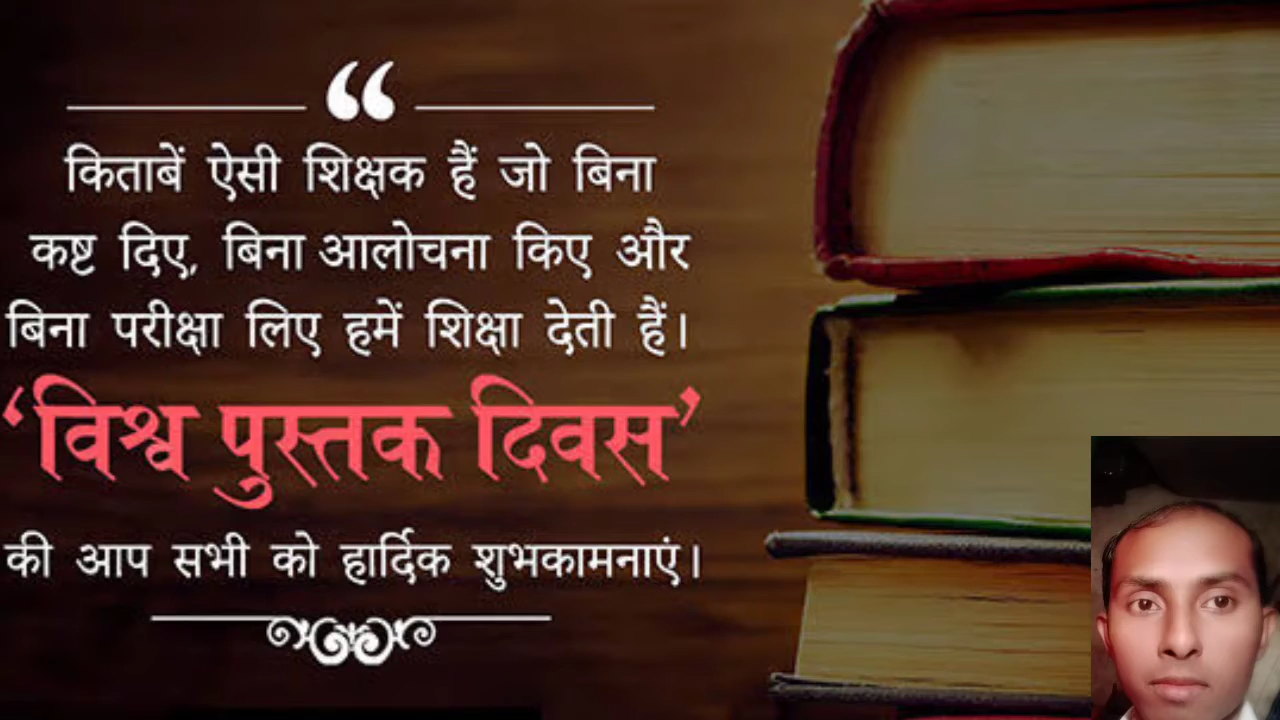 किताबें ऐसी शिक्षक हैं जो बिना
कष्ट दिए, बिना आलोचना किए और
बिना परीक्षा लिए हमें शिक्षा देती हैं।
‘विश्व पुस्तक दिवस’
की आप सभी को हार्दिक शुभकामनाएं।